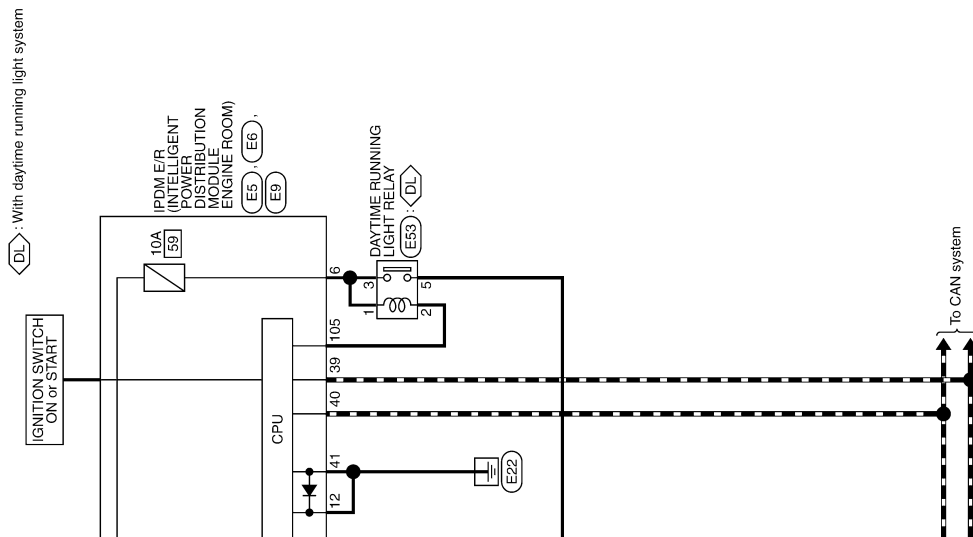 DL : With daytime running light system
IGNITION SWITCH
ON or START
IPDM E/R
(INTELLIGENT
POWER
DISTRIBUTION
MODULE
ENGINE ROOM)
E5 , E6 ,
E9
10A
59
DAYTIME RUNNING
LIGHT RELAY
E53 : DL
6
3
5
1
2
105
39
40
CPU
41
12
E22
To CAN system